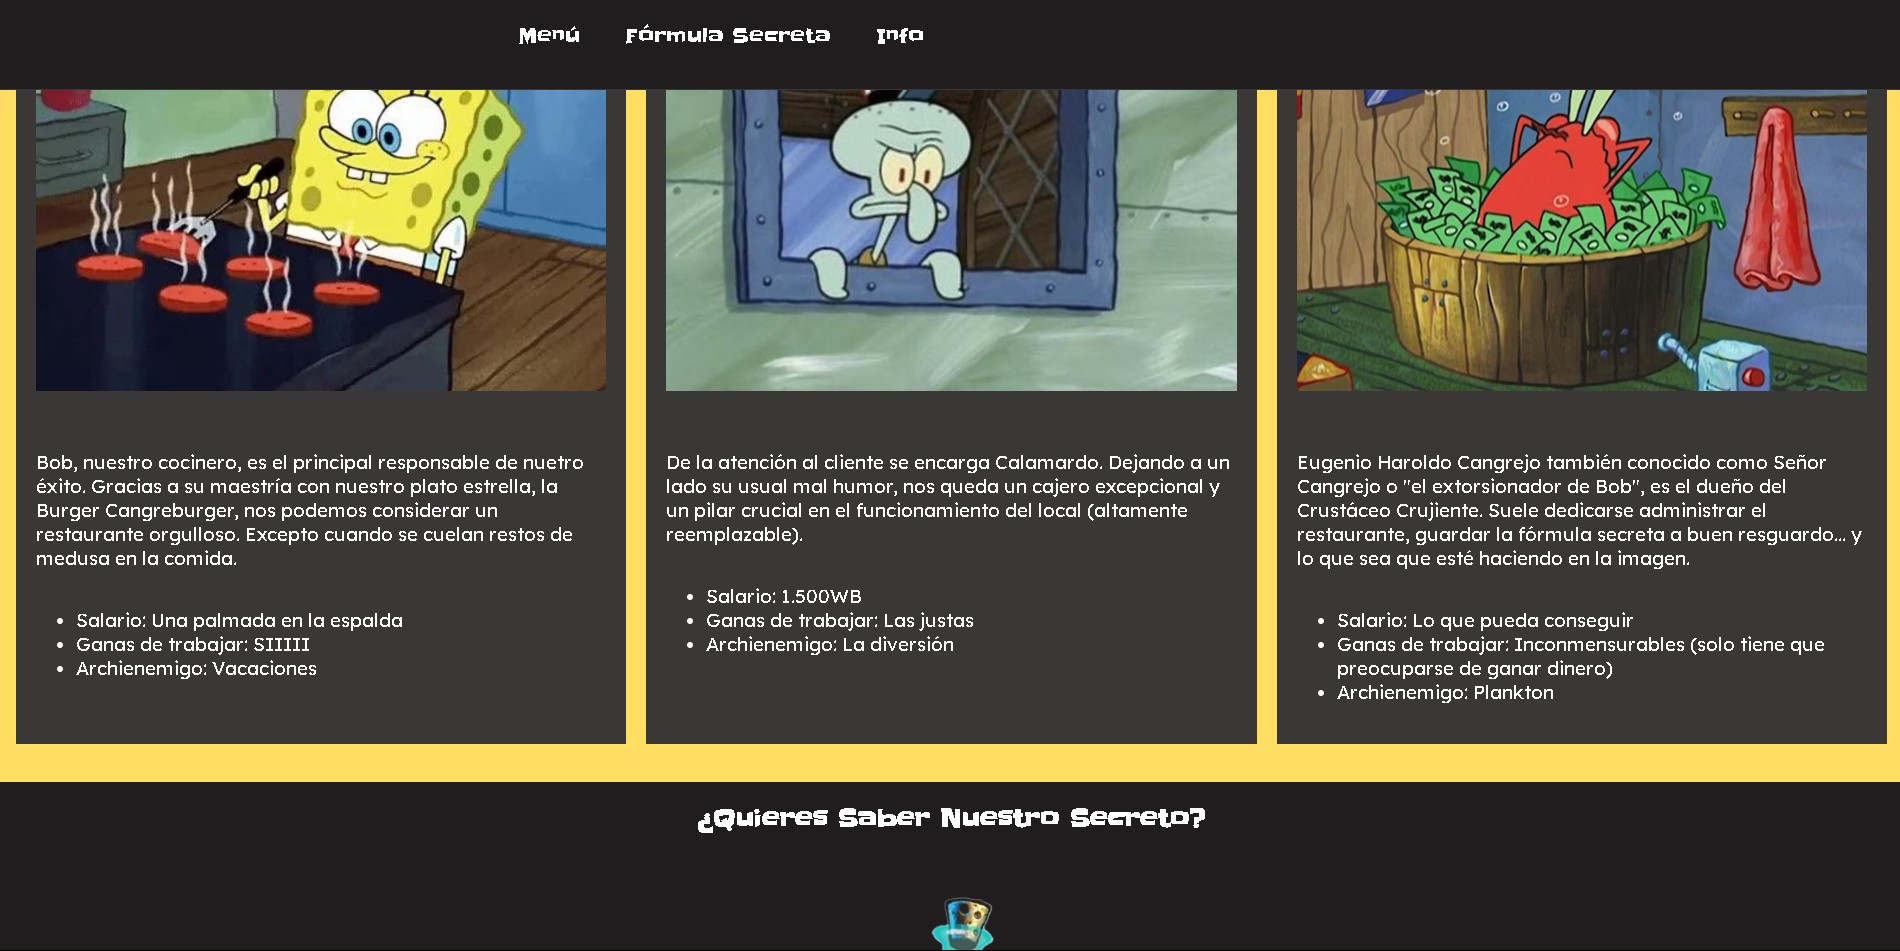 Menú Fórmula Secreta Info
Bob, nuestro cocinero, es el principal responsable de nuetro
éxito. Gracias a su maestría con nuestro plato estrella, la
Burger Cangreburger, nos podemos considerar un
restaurante orgulloso. Excepto cuando se cuelan restos de
medusa en la comida.
• Salario: Una palmada en la espalda
• Ganas de trabajar: SIIIII
• Archienemigo: Vacaciones
De la atención al cliente se encarga Calamardo. Dejando a un
lado su usual mal humor, nos queda un cajero excepcional y
un pilar crucial en el funcionamiento del local (altamente
reemplazable).
• Salario: 1.500WB
• Ganas de trabajar: Las justas
• Archienemigo: La diversión
Eugenio Haroldo Cangrejo también conocido como Señor
Cangrejo o "el extorsionador de Bob", es el dueño del
Crustáceo Crujiente. Suele dedicarse administrar el
restaurante, guardar la fórmula secreta a buen resguardo... y
lo que sea que esté haciendo en la imagen.
• Salario: Lo que pueda conseguir
• Ganas de trabajar: Inconmensurables (solo tiene que
preocuparse de ganar dinero)
• Archienemigo: Plankton
¿Quieres Saber Nuestro Secreto?